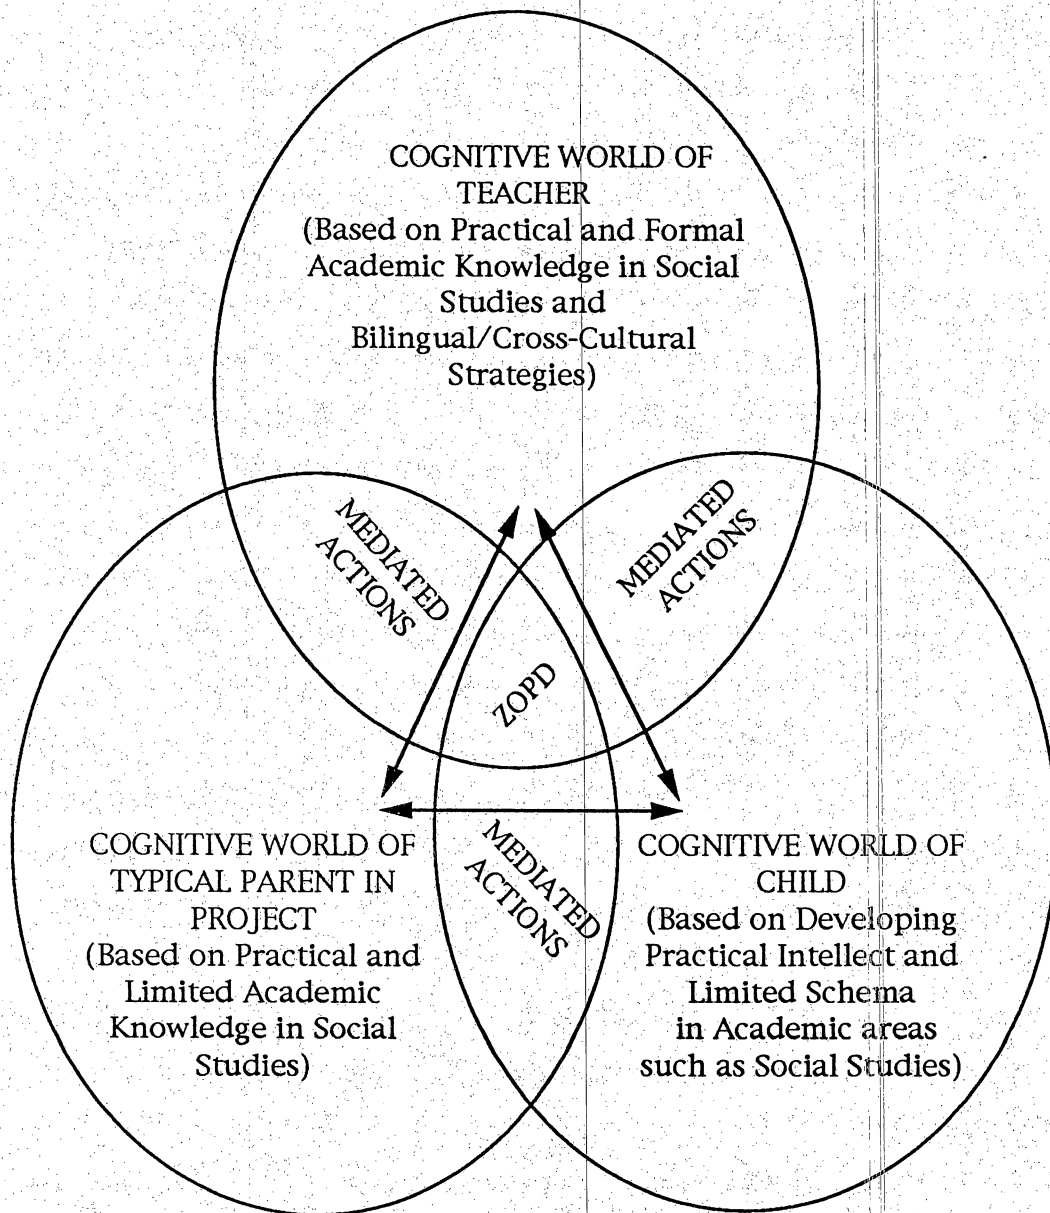 COGNITIVE WORLD OF
TEACHER
(Based on Practical and Formal
Academic Knowledge in Social
Studies and
Bilingual/Cross-Cultural
Strategies)
MEDIATED
ACTIONS
MEDIATED
ACTIONS
ZOPD
MEDIATED
ACTIONS
COGNITIVE WORLD OF
TYPICAL PARENT IN
PROJECT
(Based on Practical and
Limited Academic
Knowledge in Social
Studies)
COGNITIVE WORLD OF
CHILD
(Based on Developing
Practical Intellect and
Limited Schema
in Academic areas
such as Social Studies)